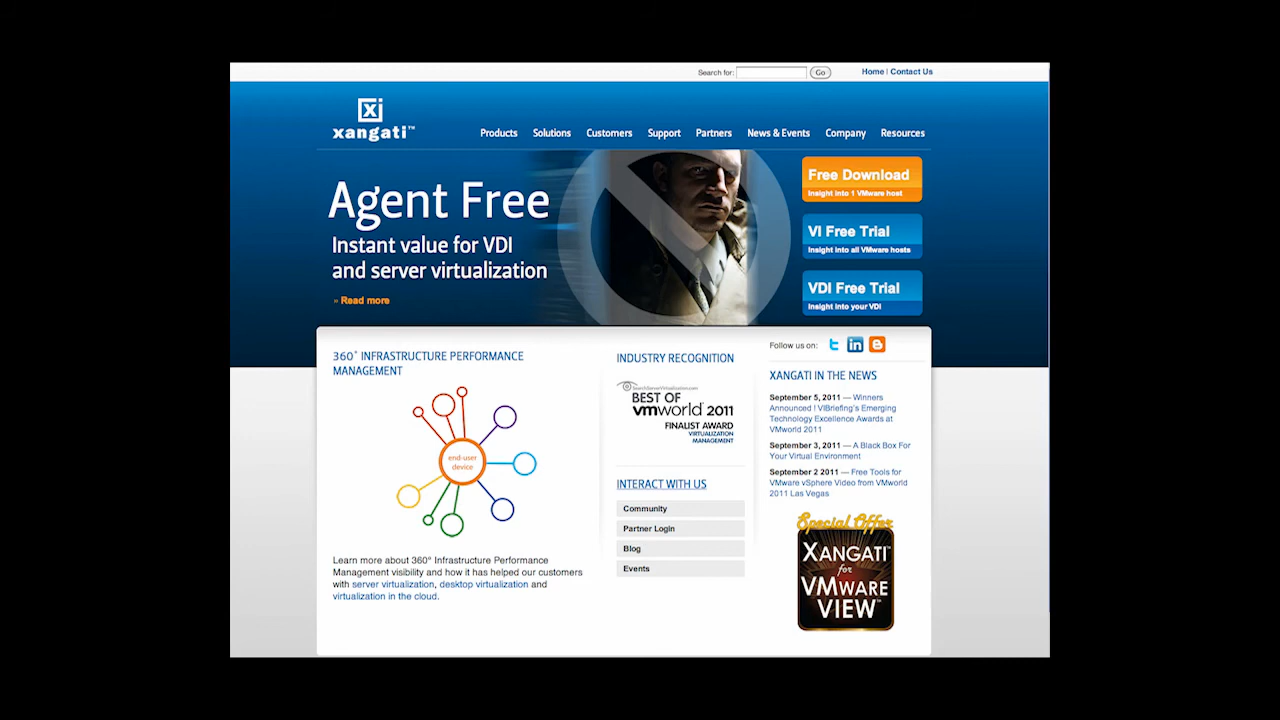 Search for:
Go
Home | Contact Us
xi
xangati™
Products
Solutions
Customers
Support
Partners
News & Events
Company
Resources
Agent Free
Instant value for VDI
and server virtualization
» Read more
Free Download
Insight into 1 VMware host
VI Free Trial
Insight into all VMware hosts
VDI Free Trial
Insight into your VDI
360° INFRASTRUCTURE PERFORMANCE
MANAGEMENT
end-user
device
Learn more about 360° Infrastructure Performance
Management visibility and how it has helped our customers
with server virtualization, desktop virtualization and
virtualization in the cloud.
INDUSTRY RECOGNITION
SearchServerVirtualization.com
BEST OF
vmworld 2011
FINALIST AWARD
VIRTUALIZATION
MANAGEMENT
INTERACT WITH US
Community
Partner Login
Blog
Events
Follow us on:
t
in
B
XANGATI IN THE NEWS
September 5, 2011 — Winners
Announced ! VIBriefing's Emerging
Technology Excellence Awards at
VMworld 2011
September 3, 2011 — A Black Box For
Your Virtual Environment
September 2 2011 — Free Tools for
VMware vSphere Video from VMworld
2011 Las Vegas
Special Offer
XANGATI™
for
VMWARE
VIEW™